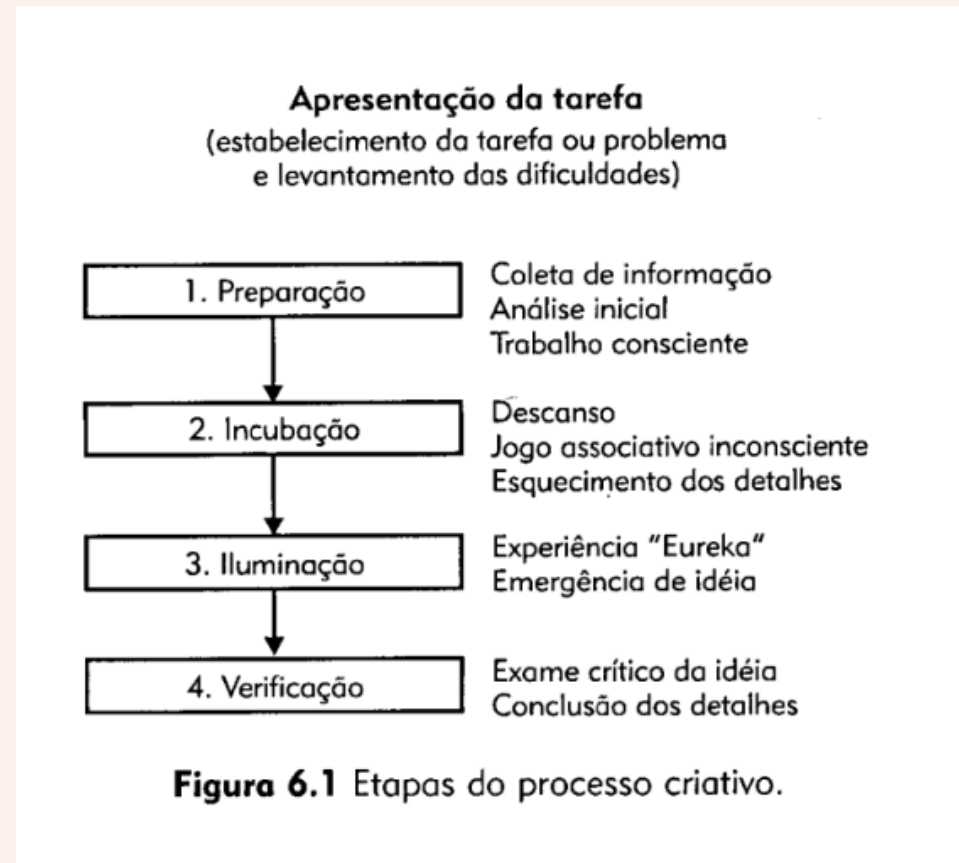 Apresentação da tarefa
(estabelecimento da tarefa ou problema
e levantamento das dificuldades)
1. Preparação
Coleta de informação
Análise inicial
Trabalho consciente
2. Incubação
Descanso
Jogo associativo inconsciente
Esquecimento dos detalhes
3. Iluminação
Experiência "Eureka"
Emergência de idéia
4. Verificação
Exame crítico da idéia
Conclusão dos detalhes
Figura 6.1 Etapas do processo criativo.